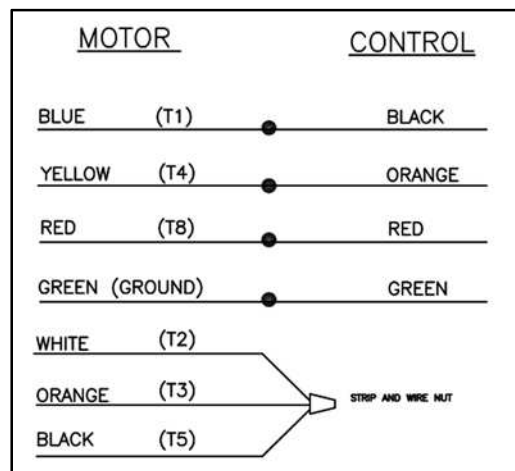 MOTOR CONTROL
BLUE (T1) BLACK
YELLOW (T4) ORANGE
RED (T8) RED
GREEN (GROUND) GREEN
WHITE (T2)
ORANGE (T3) STRIP AND WIRE NUT
BLACK (T5)